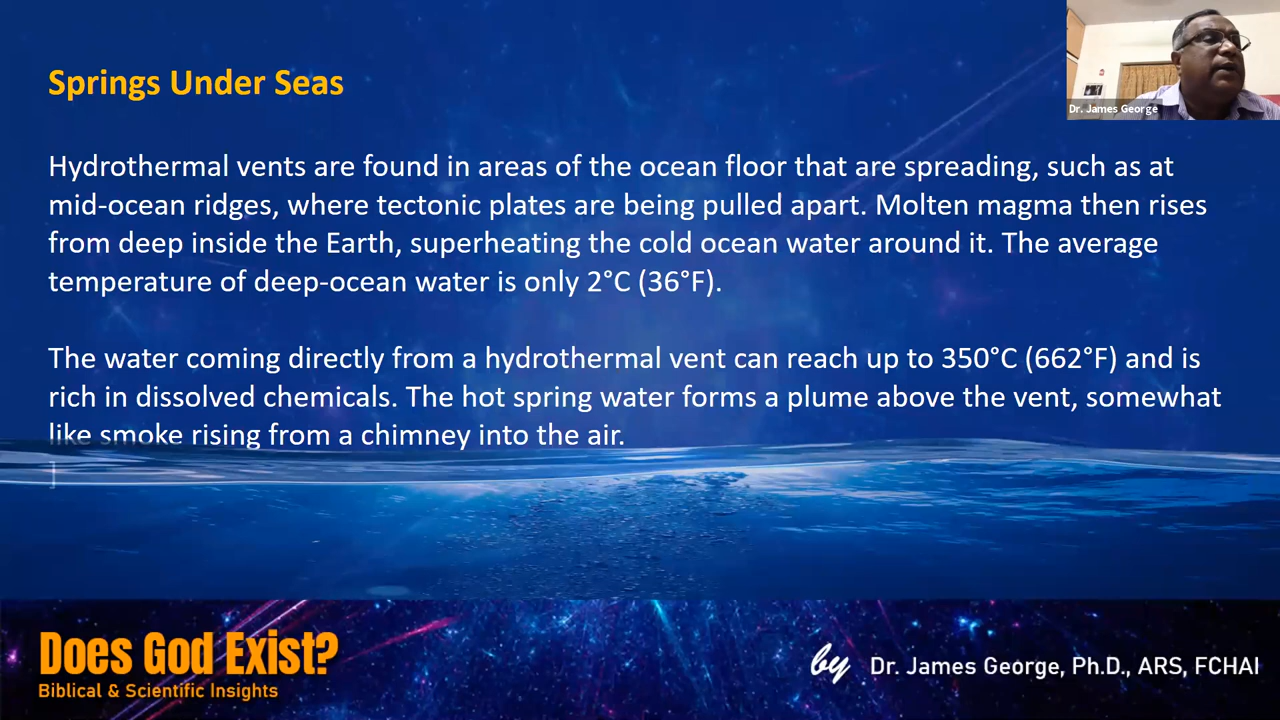 Springs Under Seas
Dr. James George
Hydrothermal vents are found in areas of the ocean floor that are spreading, such as at
mid-ocean ridges, where tectonic plates are being pulled apart. Molten magma then rises
from deep inside the Earth, superheating the cold ocean water around it. The average
temperature of deep-ocean water is only 2°C (36°F).
The water coming directly from a hydrothermal vent can reach up to 350°C (662°F) and is
rich in dissolved chemicals. The hot spring water forms a plume above the vent, somewhat
like smoke rising from a chimney into the air.
]
Does God Exist?
Biblical & Scientific Insights
by Dr. James George, Ph.D., ARS, FCHAI